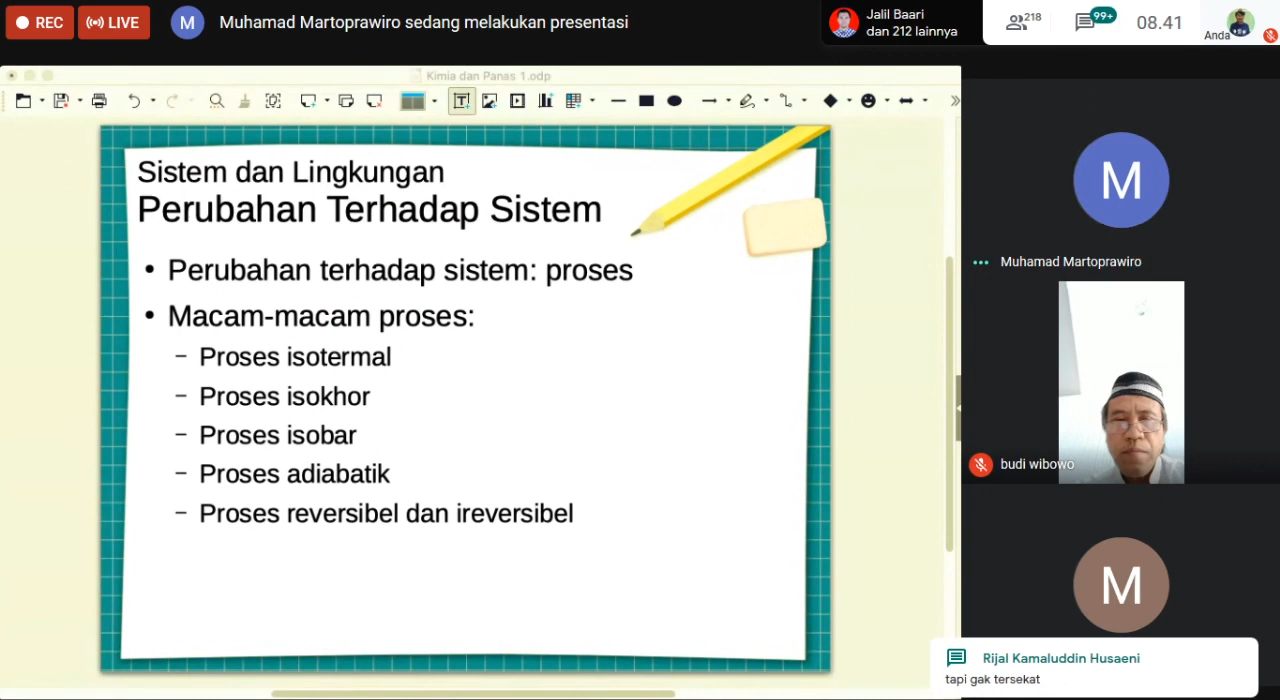 REC
LIVE
M
Muhamad Martoprawiro sedang melakukan presentasi
Jalil Baari
dan 212 lainnya
218
99+
08.41
Anda
Kimia dan Panas 1.odp
Sistem dan Lingkungan
Perubahan Terhadap Sistem
• Perubahan terhadap sistem: proses
• Macam-macam proses:
– Proses isotermal
– Proses isokhor
– Proses isobar
– Proses adiabatik
– Proses reversibel dan ireversibel
M
Muhamad Martoprawiro
budi wibowo
M
Rijal Kamaluddin Husaeni
tapi gak tersekat